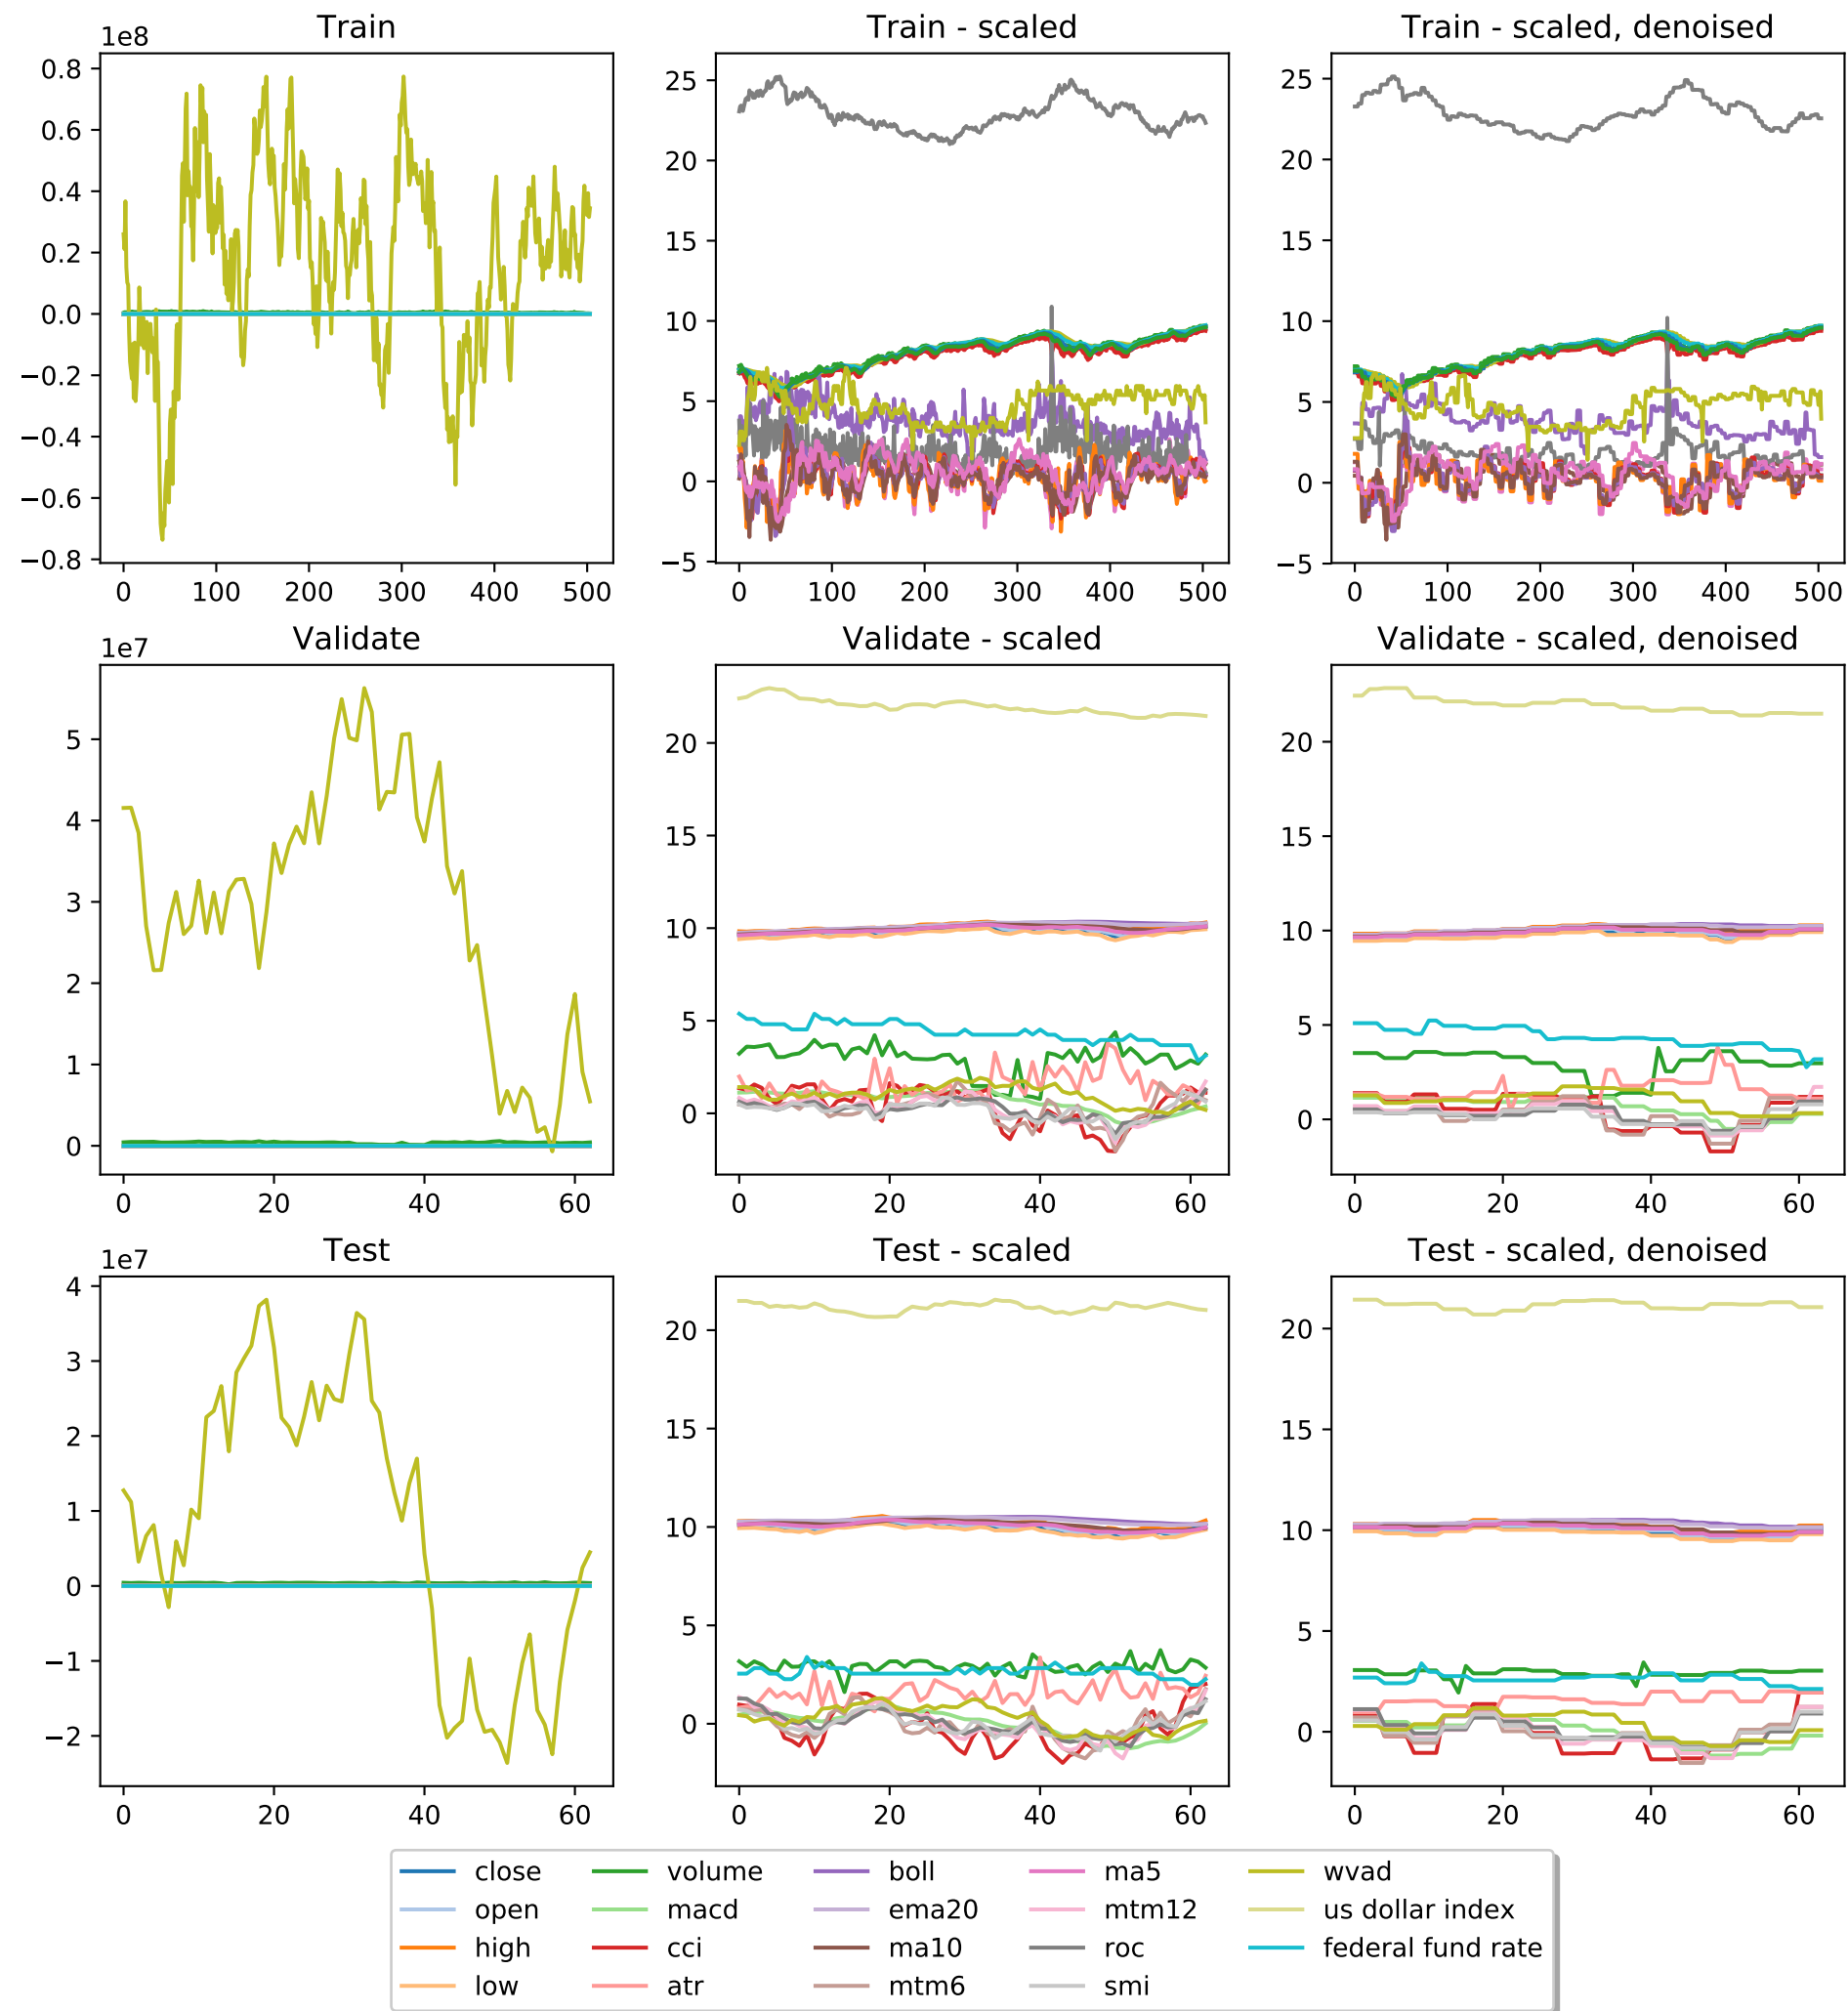 Train
Train - scaled
Train - scaled, denoised
1e8
0.8
0.6
0.4
0.2
0.0
−0.2
−0.4
−0.6
−0.8
0 100 200 300 400 500
25
20
15
10
5
0
−5
0 100 200 300 400 500
25
20
15
10
5
0
−5
0 100 200 300 400 500
Validate
Validate - scaled
Validate - scaled, denoised
1e7
5
4
3
2
1
0
0 20 40 60
20
15
10
5
0
0 20 40 60
20
15
10
5
0
0 20 40 60
Test
Test - scaled
Test - scaled, denoised
1e7
4
3
2
1
0
−1
−2
0 20 40 60
20
15
10
5
0
0 20 40 60
20
15
10
5
0
0 20 40 60
close
open
high
low
volume
macd
cci
atr
boll
ema20
ma10
mtm6
ma5
mtm12
roc
smi
wvad
us dollar index
federal fund rate